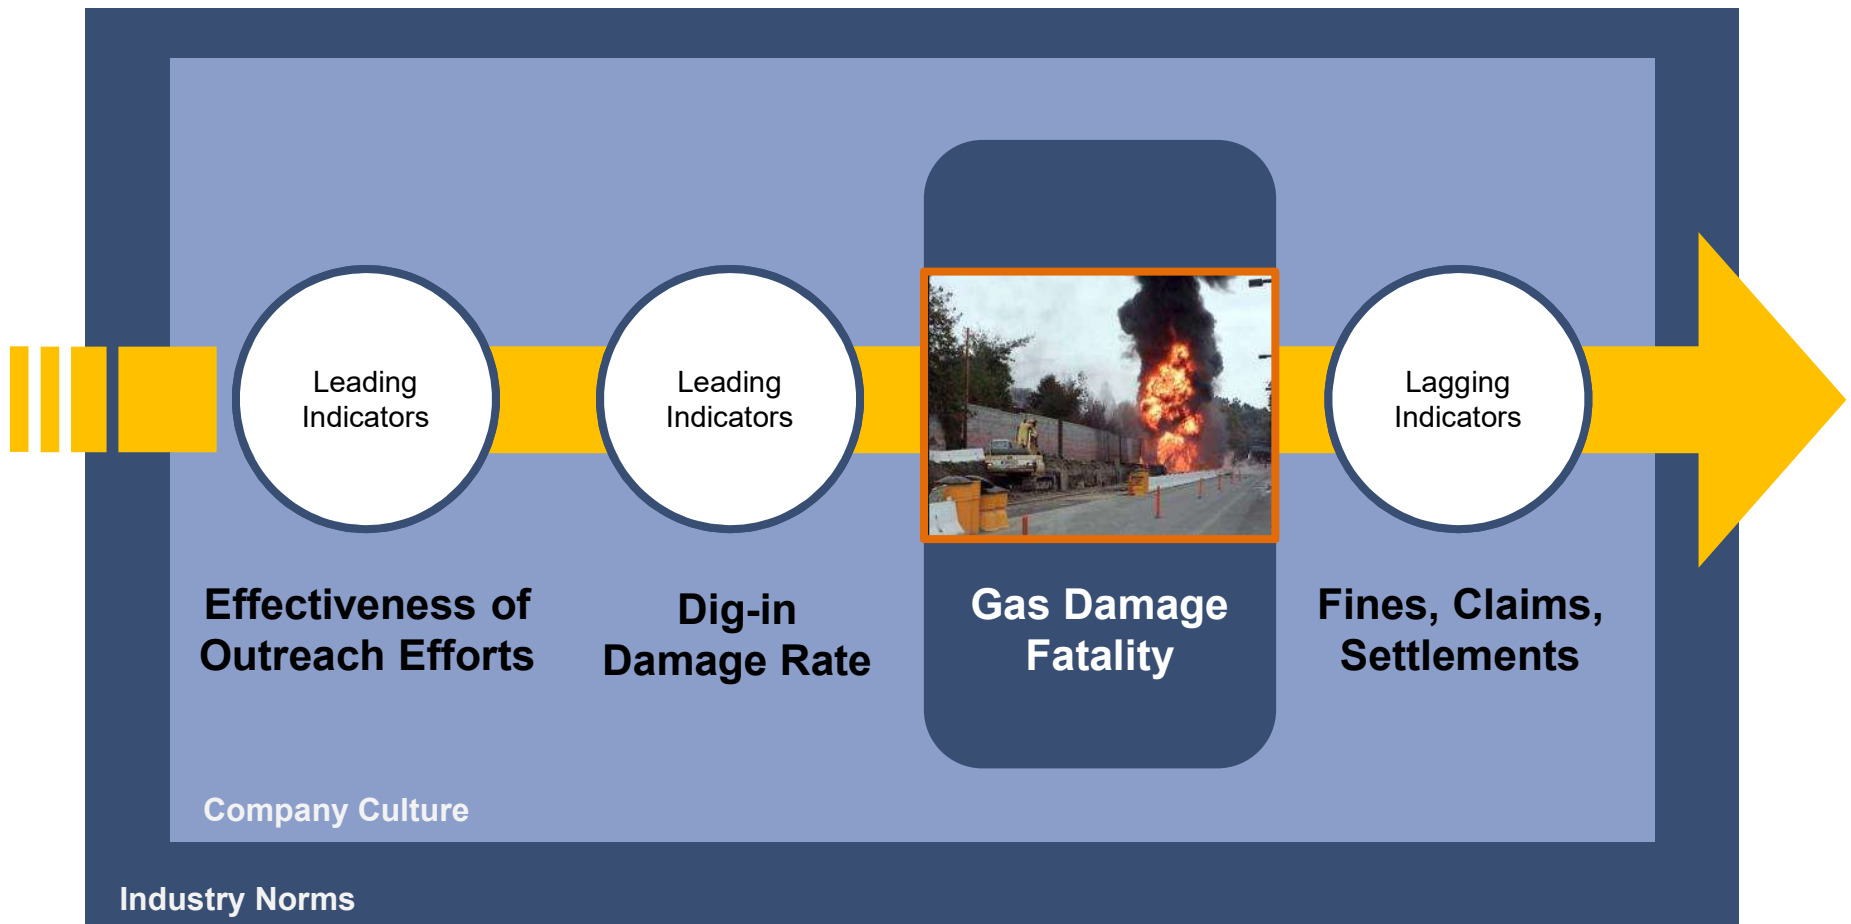 Leading
Indicators
Leading
Indicators
Lagging
Indicators
Effectiveness of
Outreach Efforts
Dig-in
Damage Rate
Gas Damage
Fatality
Fines, Claims,
Settlements
Company Culture
Industry Norms